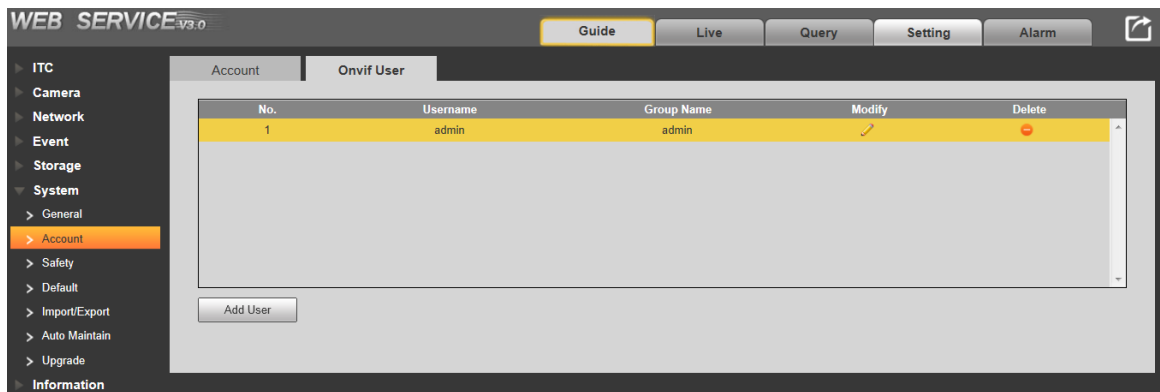 WEB SERVICE V3.0
Guide Live Query Setting Alarm
ITC
Camera
Network
Event
Storage
System
General
Account
Safety
Default
Import/Export
Auto Maintain
Upgrade
Information
Account Onvif User
No. Username Group Name Modify Delete
1 admin admin
Add User